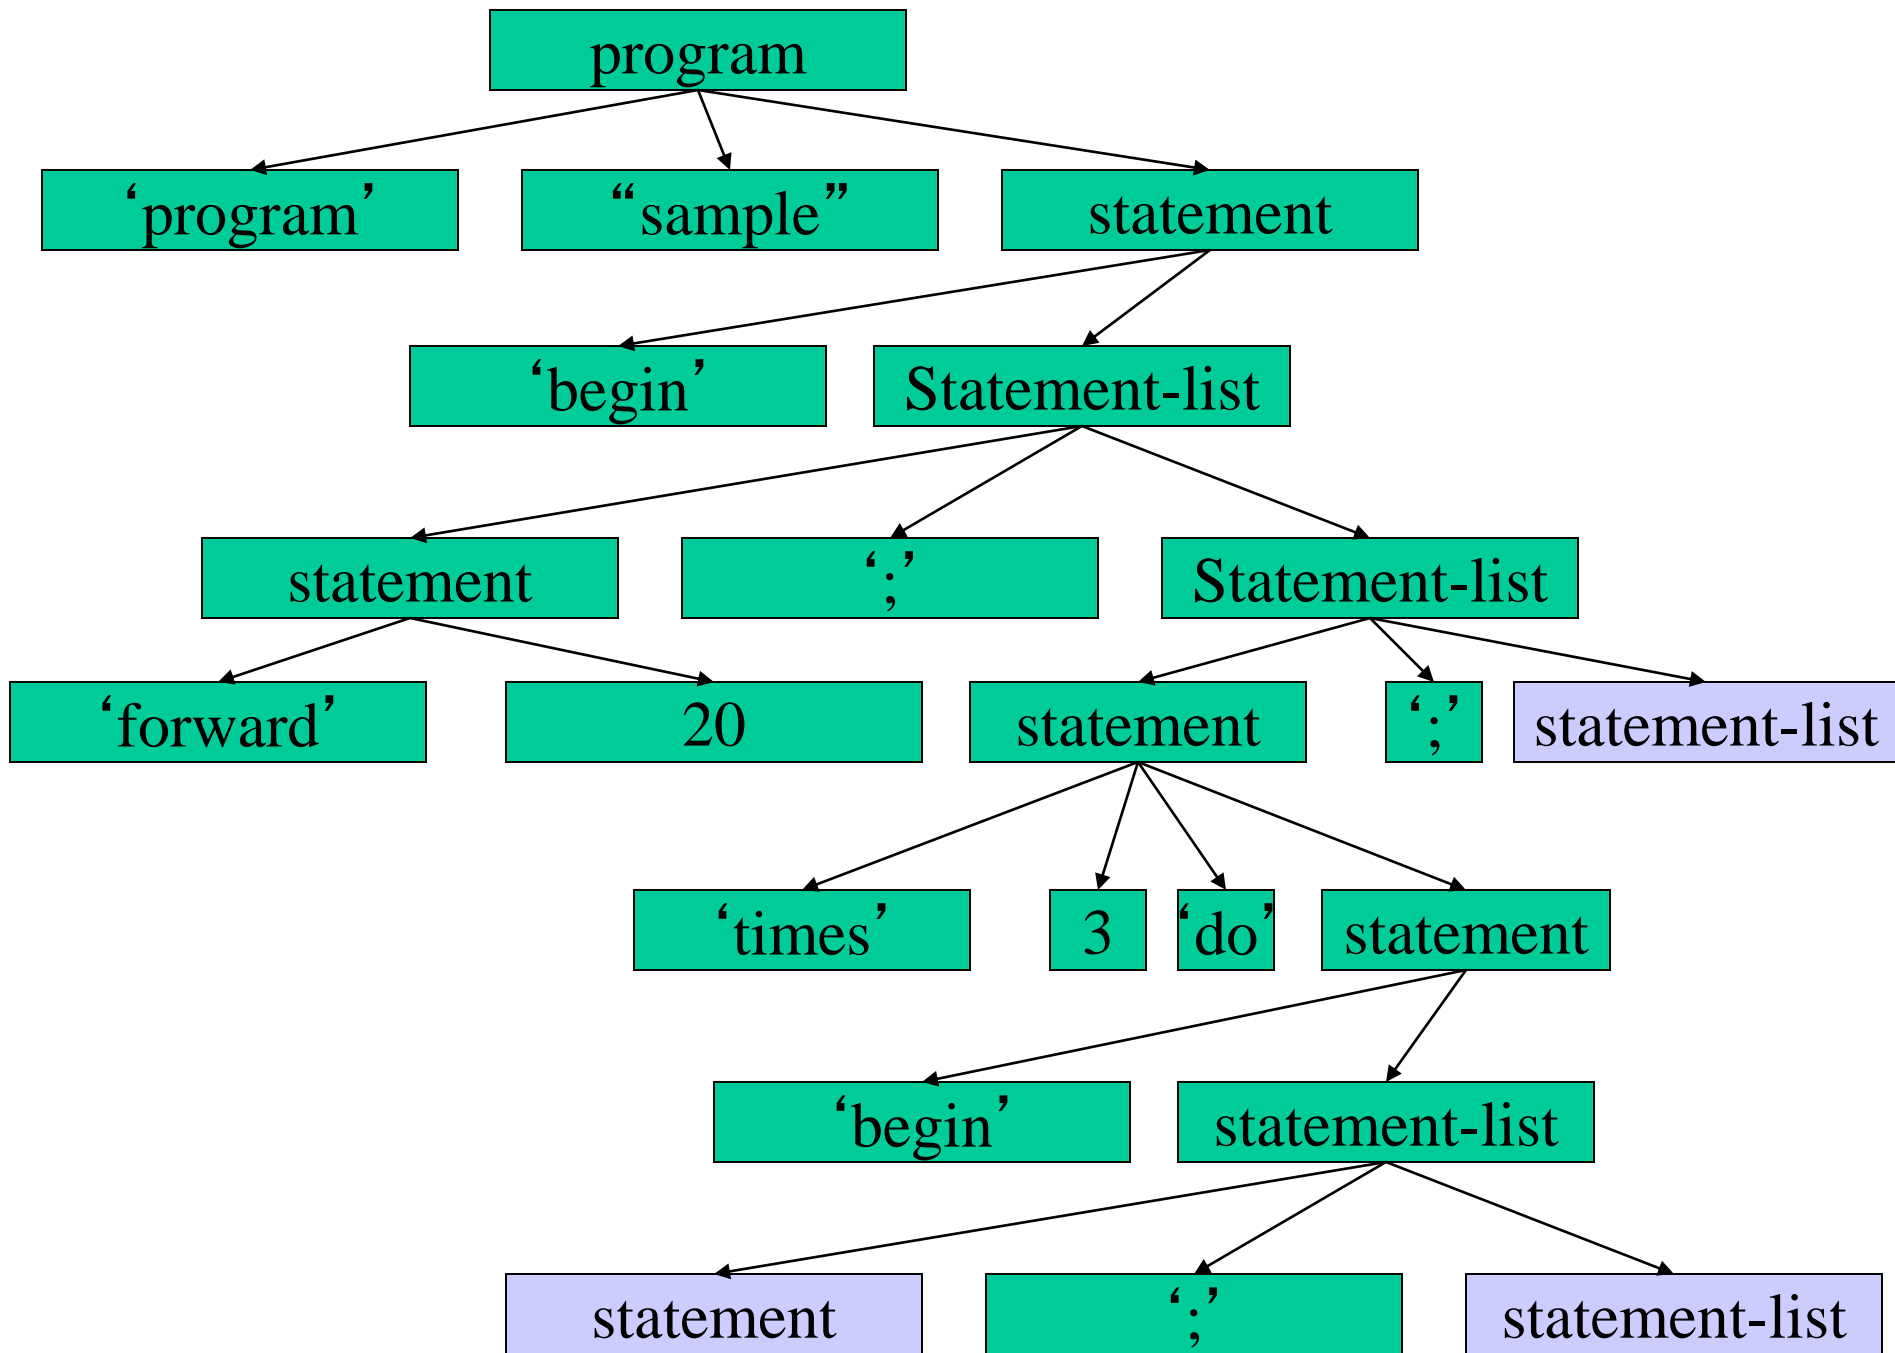 program
‘program’
“sample”
statement
‘begin’
Statement-list
statement
‘;’
Statement-list
‘forward’
20
statement
‘;’
statement-list
‘times’
3
‘do’
statement
‘begin’
statement-list
statement
‘;’
statement-list